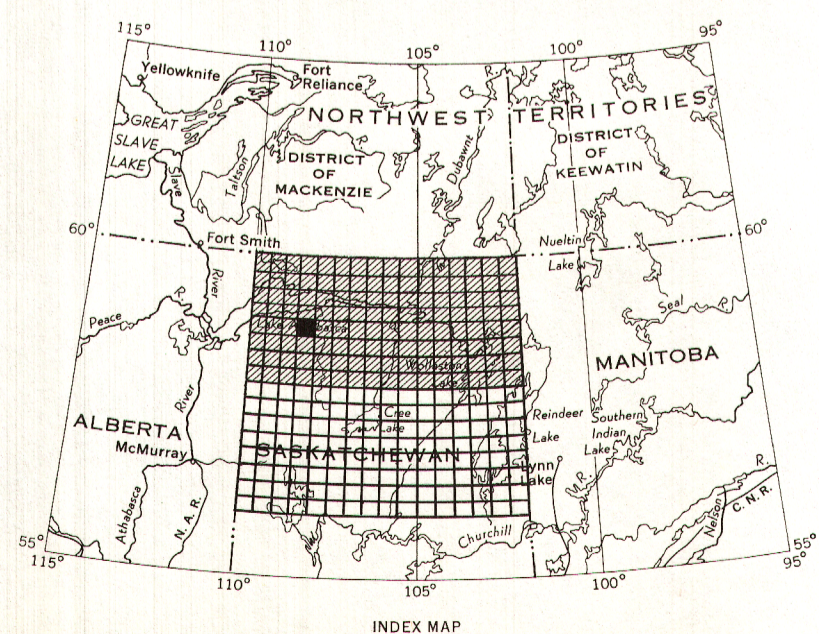 115°
110°
105°
100°
95°
Yellowknife
Fort
Reliance
GREAT
SLAVE
LAKE
NORTHWEST TERRITORIES
DISTRICT
OF
MACKENZIE
DISTRICT
OF
KEEWATIN
R.
Dubawnt
Taltson
Slave
60°
Fort Smith
River
Nueltin
Lake
60°
Peace
R.
Lake Athabasca
Seal
R.
Wollaston
Lake
MANITOBA
River
ALBERTA
McMurray
Cree
Lake
Reindeer
Lake
Southern
Indian
Lake
SASKATCHEWAN
Lynn
Lake
R.
Athabasca
N. A. R.
Churchill
Nelson
R.
C. N. R.
55°
115°
110°
105°
100°
55°
95°
INDEX MAP